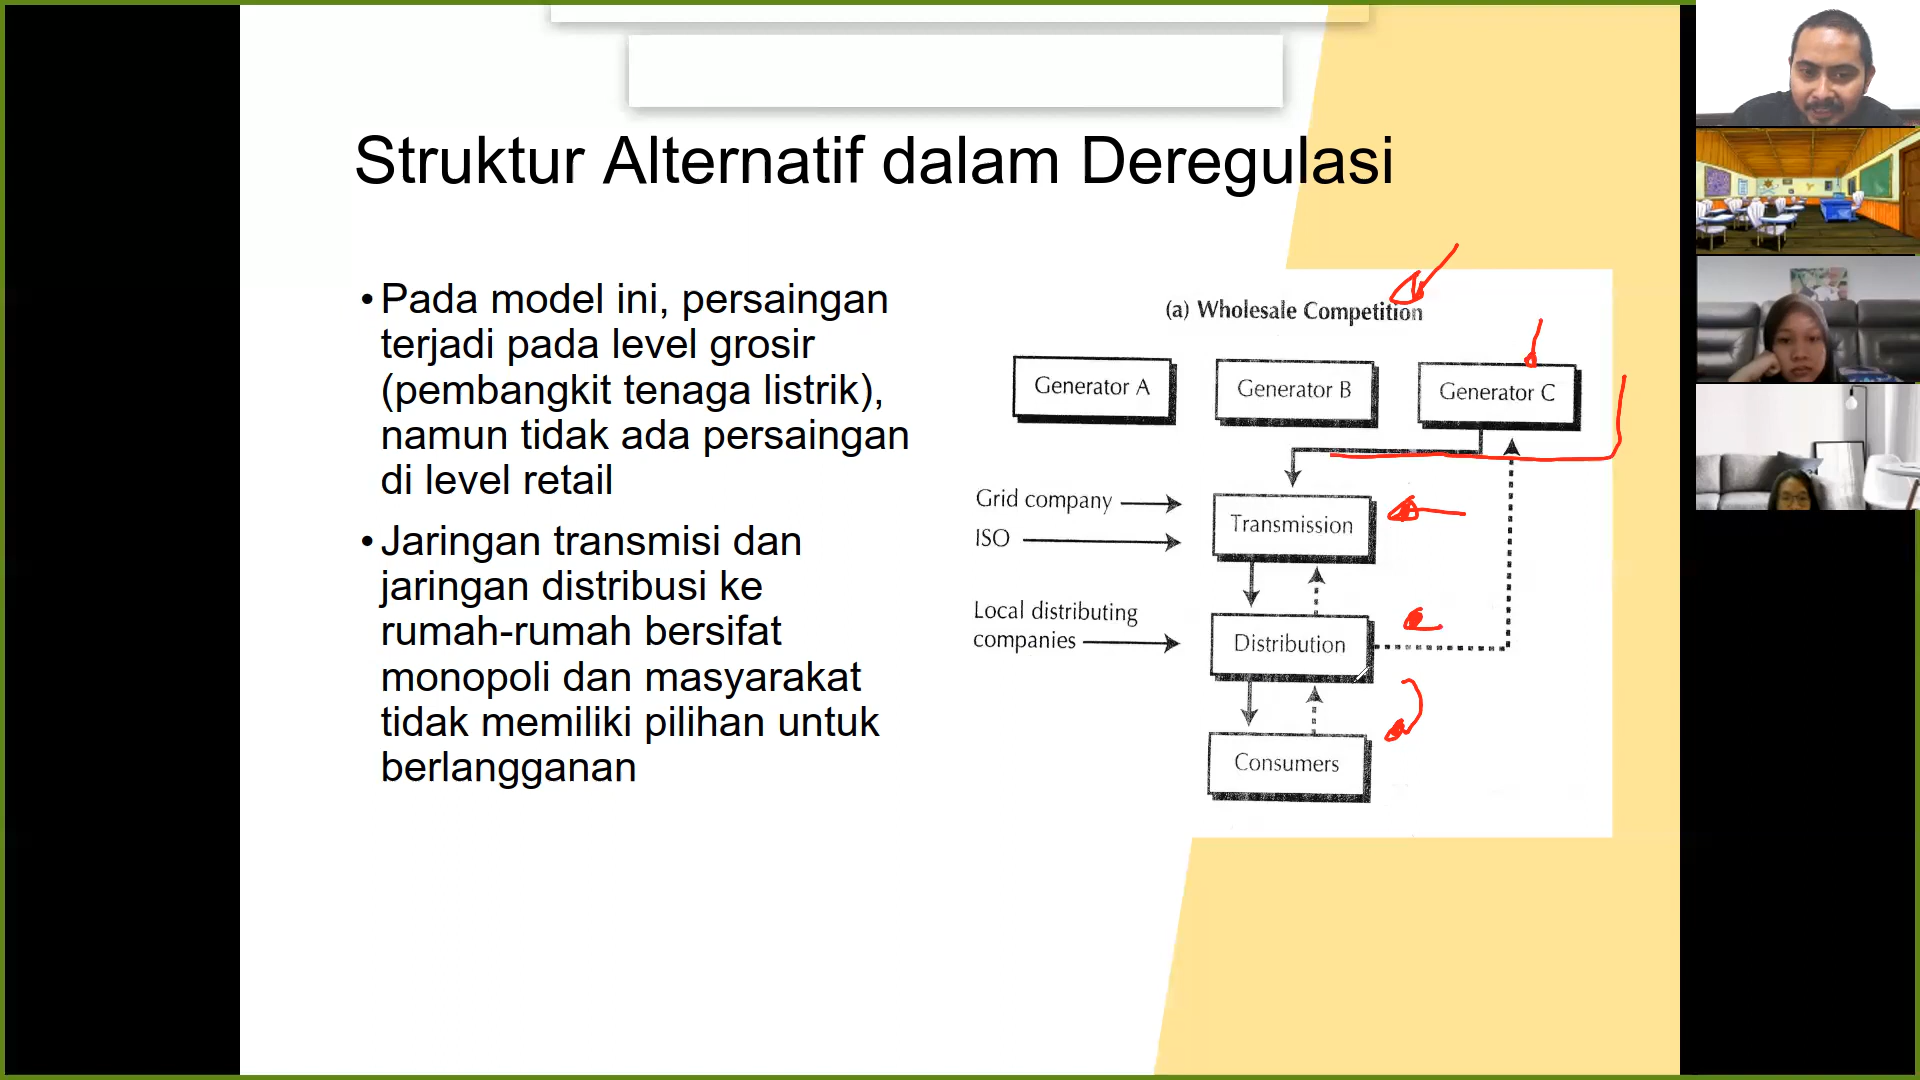 Struktur Alternatif dalam Deregulasi
•Pada model ini, persaingan
terjadi pada level grosir
(pembangkit tenaga listrik),
namun tidak ada persaingan
di level retail
•Jaringan transmisi dan
jaringan distribusi ke
rumah-rumah bersifat
monopoli dan masyarakat
tidak memiliki pilihan untuk
berlangganan
(a) Wholesale Competition
Generator A
Generator B
Generator C
Grid company
ISO
Transmission
Local distributing
companies
Distribution
Consumers